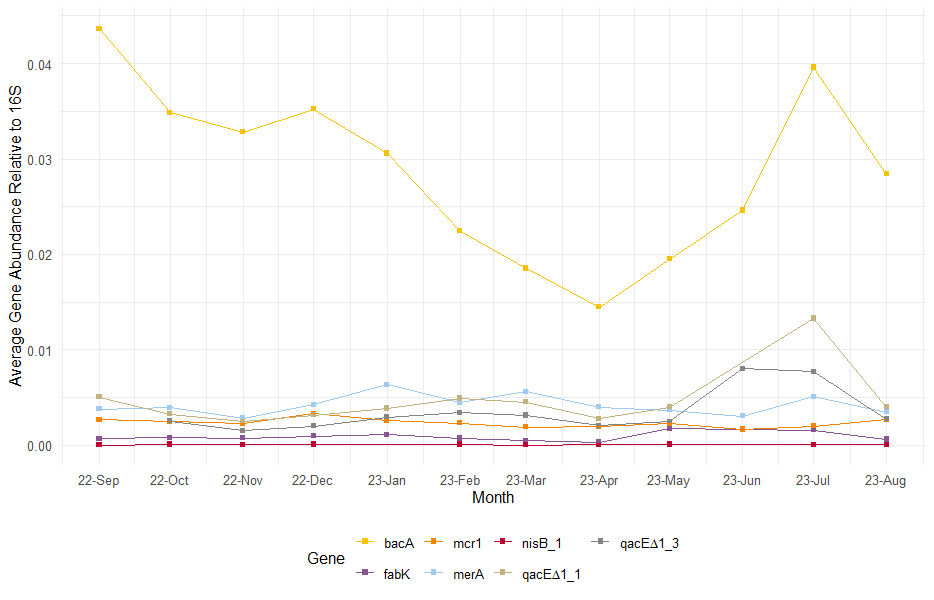 Average Gene Abundance Relative to 16S
0.04
0.03
0.02
0.01
0.00
22-Sep 22-Oct 22-Nov 22-Dec 23-Jan 23-Feb 23-Mar 23-Apr 23-May 23-Jun 23-Jul 23-Aug
Month
Gene
bacA mcr1 nisB_1 qacEΔ1_3
fabK merA qacEΔ1_1